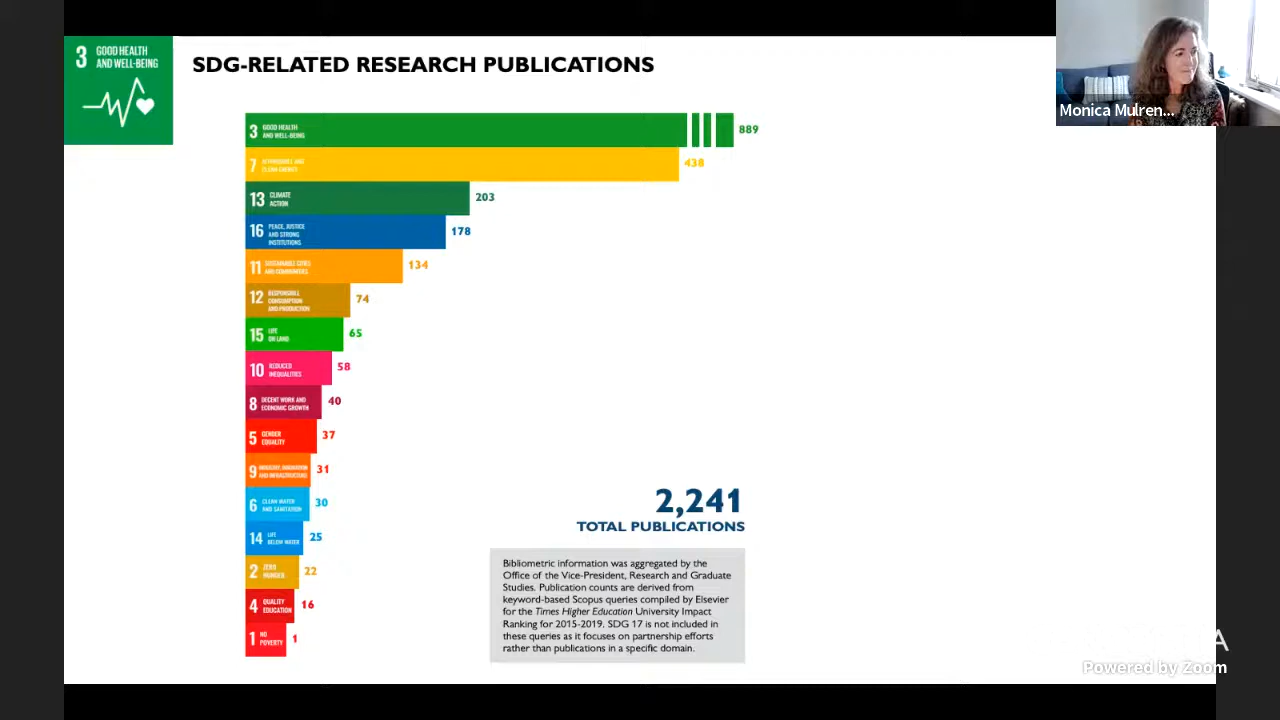 3 GOOD HEALTH
AND WELL-BEING
SDG-RELATED RESEARCH PUBLICATIONS
Monica Mulren...
3 GOOD HEALTH
AND WELL-BEING
889
7 AFFORDABLE AND
CLEAN ENERGY
438
13 CLIMATE
ACTION
203
16 PEACE, JUSTICE
AND STRONG
INSTITUTIONS
178
11 SUSTAINABLE CITIES
AND COMMUNITIES
134
12 RESPONSIBLE
CONSUMPTION
AND PRODUCTION
74
15 LIFE
ON LAND
65
10 REDUCED
INEQUALITIES
58
8 DECENT WORK AND
ECONOMIC GROWTH
40
5 GENDER
EQUALITY
37
9 INDUSTRY, INNOVATION
AND INFRASTRUCTURE
31
6 CLEAN WATER
AND SANITATION
30
14 LIFE
BELOW WATER
25
2 ZERO
HUNGER
22
4 QUALITY
EDUCATION
16
1 NO
POVERTY
1
2,241
TOTAL PUBLICATIONS
Bibliometric information was aggregated by the
Office of the Vice-President, Research and Graduate
Studies. Publication counts are derived from
keyword-based Scopus queries compiled by Elsevier
for the Times Higher Education University Impact
Ranking for 2015-2019. SDG 17 is not included in
these queries as it focuses on partnership efforts
rather than publications in a specific domain.
Powered by Zoom